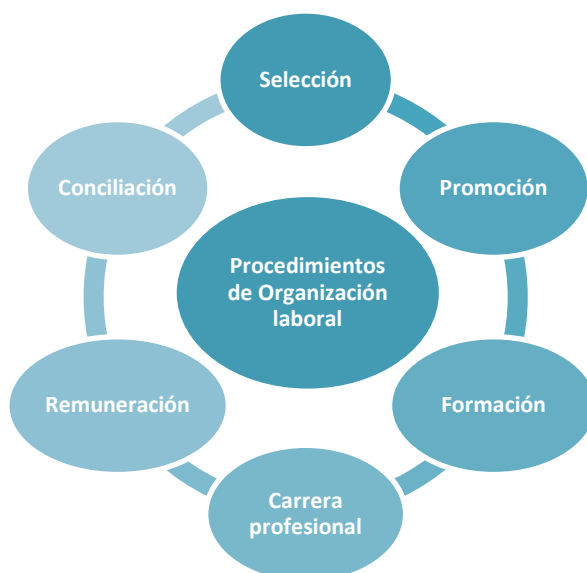 Selección
Promoción
Formación
Carrera
profesional
Remuneración
Conciliación
Procedimientos
de Organización
laboral